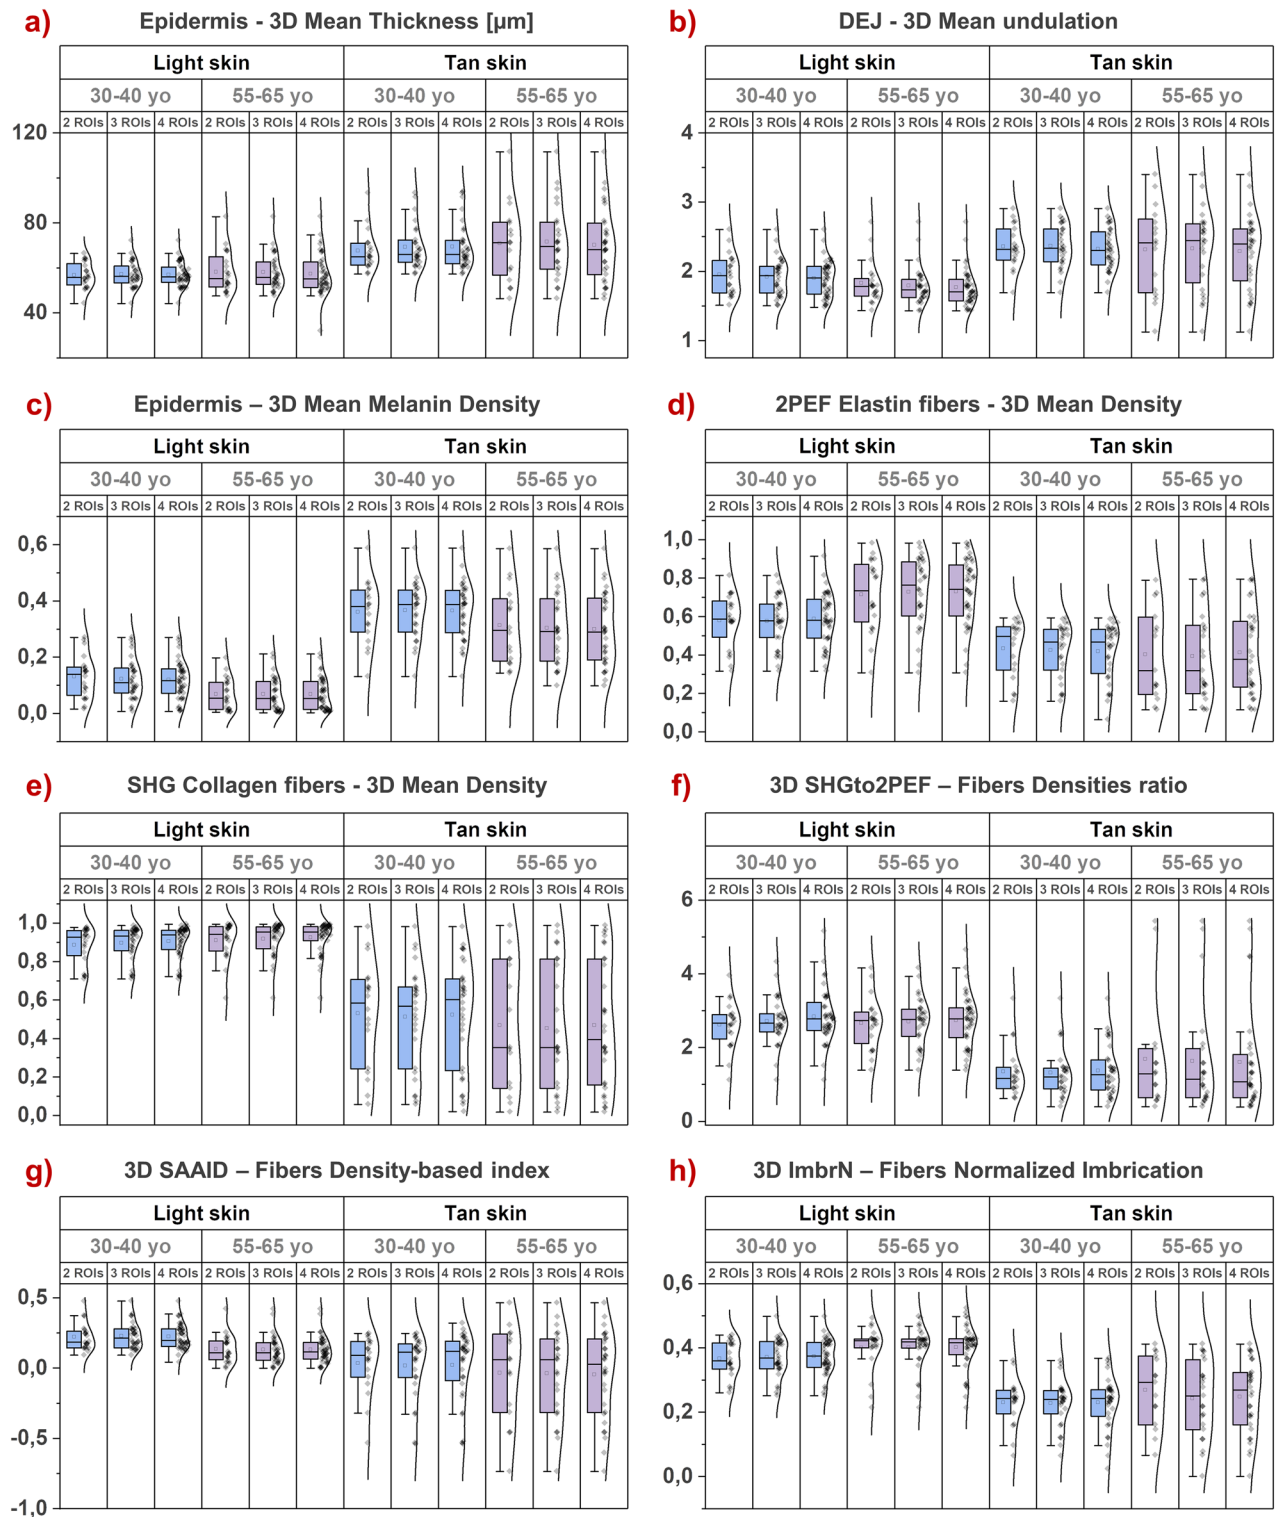 a) Epidermis - 3D Mean Thickness [µm]
Light skin Tan skin
30-40 yo 55-65 yo 30-40 yo 55-65 yo
2 ROIs 3 ROIs 4 ROIs 2 ROIs 3 ROIs 4 ROIs 2 ROIs 3 ROIs 4 ROIs 2 ROIs 3 ROIs 4 ROIs
120
80
40
b) DEJ - 3D Mean undulation
Light skin Tan skin
30-40 yo 55-65 yo 30-40 yo 55-65 yo
2 ROIs 3 ROIs 4 ROIs 2 ROIs 3 ROIs 4 ROIs 2 ROIs 3 ROIs 4 ROIs 2 ROIs 3 ROIs 4 ROIs
4
3
2
1
c) Epidermis – 3D Mean Melanin Density
Light skin Tan skin
30-40 yo 55-65 yo 30-40 yo 55-65 yo
2 ROIs 3 ROIs 4 ROIs 2 ROIs 3 ROIs 4 ROIs 2 ROIs 3 ROIs 4 ROIs 2 ROIs 3 ROIs 4 ROIs
0,6
0,4
0,2
0,0
d) 2PEF Elastin fibers - 3D Mean Density
Light skin Tan skin
30-40 yo 55-65 yo 30-40 yo 55-65 yo
2 ROIs 3 ROIs 4 ROIs 2 ROIs 3 ROIs 4 ROIs 2 ROIs 3 ROIs 4 ROIs 2 ROIs 3 ROIs 4 ROIs
1,0
0,8
0,6
0,4
0,2
0,0
e) SHG Collagen fibers - 3D Mean Density
Light skin Tan skin
30-40 yo 55-65 yo 30-40 yo 55-65 yo
2 ROIs 3 ROIs 4 ROIs 2 ROIs 3 ROIs 4 ROIs 2 ROIs 3 ROIs 4 ROIs 2 ROIs 3 ROIs 4 ROIs
1,0
0,8
0,6
0,4
0,2
0,0
f) 3D SHGto2PEF – Fibers Densities ratio
Light skin Tan skin
30-40 yo 55-65 yo 30-40 yo 55-65 yo
2 ROIs 3 ROIs 4 ROIs 2 ROIs 3 ROIs 4 ROIs 2 ROIs 3 ROIs 4 ROIs 2 ROIs 3 ROIs 4 ROIs
6
4
2
0
g) 3D SAAID – Fibers Density-based index
Light skin Tan skin
30-40 yo 55-65 yo 30-40 yo 55-65 yo
2 ROIs 3 ROIs 4 ROIs 2 ROIs 3 ROIs 4 ROIs 2 ROIs 3 ROIs 4 ROIs 2 ROIs 3 ROIs 4 ROIs
0,5
0,0
-0,5
-1,0
h) 3D ImbrN – Fibers Normalized Imbrication
Light skin Tan skin
30-40 yo 55-65 yo 30-40 yo 55-65 yo
2 ROIs 3 ROIs 4 ROIs 2 ROIs 3 ROIs 4 ROIs 2 ROIs 3 ROIs 4 ROIs 2 ROIs 3 ROIs 4 ROIs
0,6
0,4
0,2
0,0